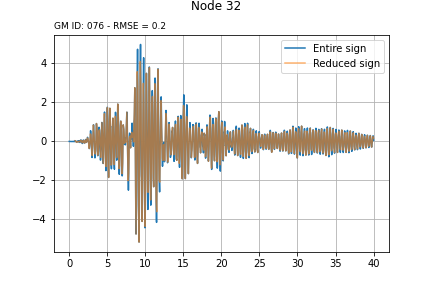 Node 32
GM ID: 076 - RMSE = 0.2
Entire sign
Reduced sign
4
2
0
−2
−4
0 5 10 15 20 25 30 35 40